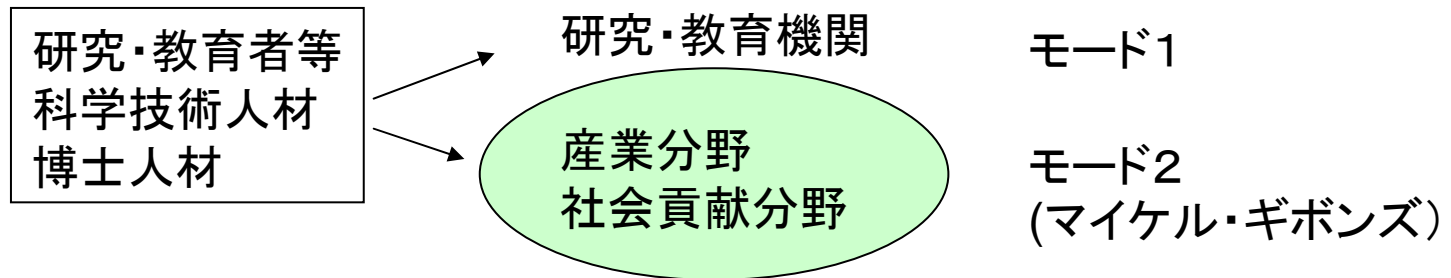 研究・教育者等
科学技術人材
博士人材
研究・教育機関
モード1
産業分野
社会貢献分野
モード2
(マイケル・ギボンズ)